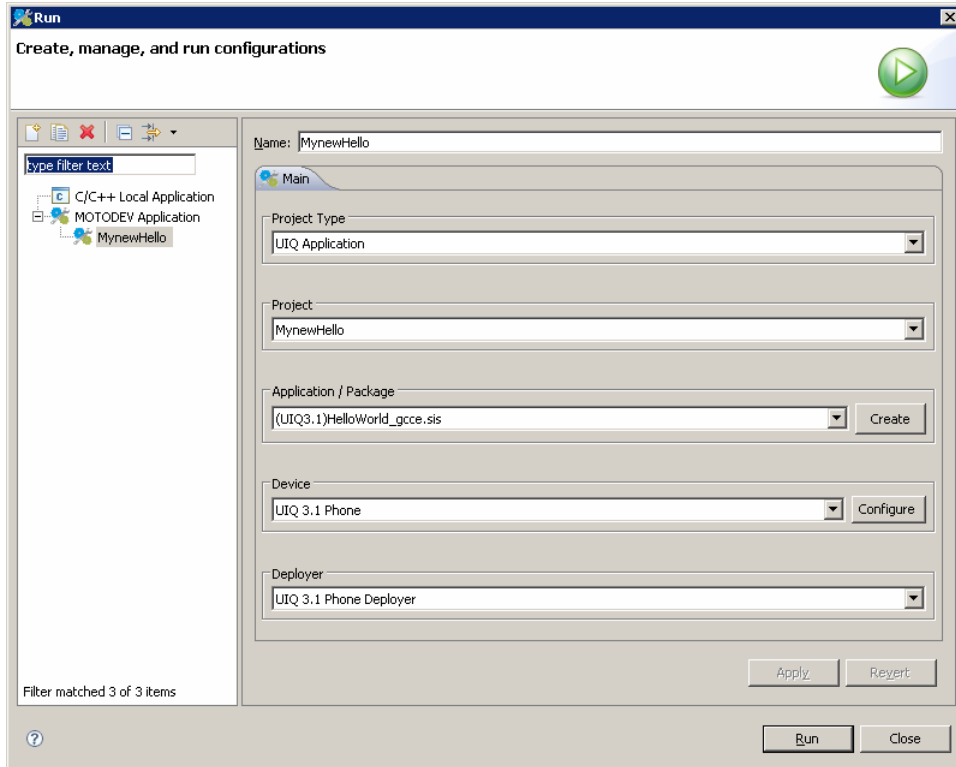 Run
Create, manage, and run configurations
type filter text
C/C++ Local Application
MOTODEV Application
MynewHello
Filter matched 3 of 3 items
Name: MynewHello
Main
Project Type
UIQ Application
Project
MynewHello
Application / Package
(UIQ3.1)HelloWorld_gcce.sis
Create
Device
UIQ 3.1 Phone
Configure
Deployer
UIQ 3.1 Phone Deployer
Apply
Revert
Run
Close